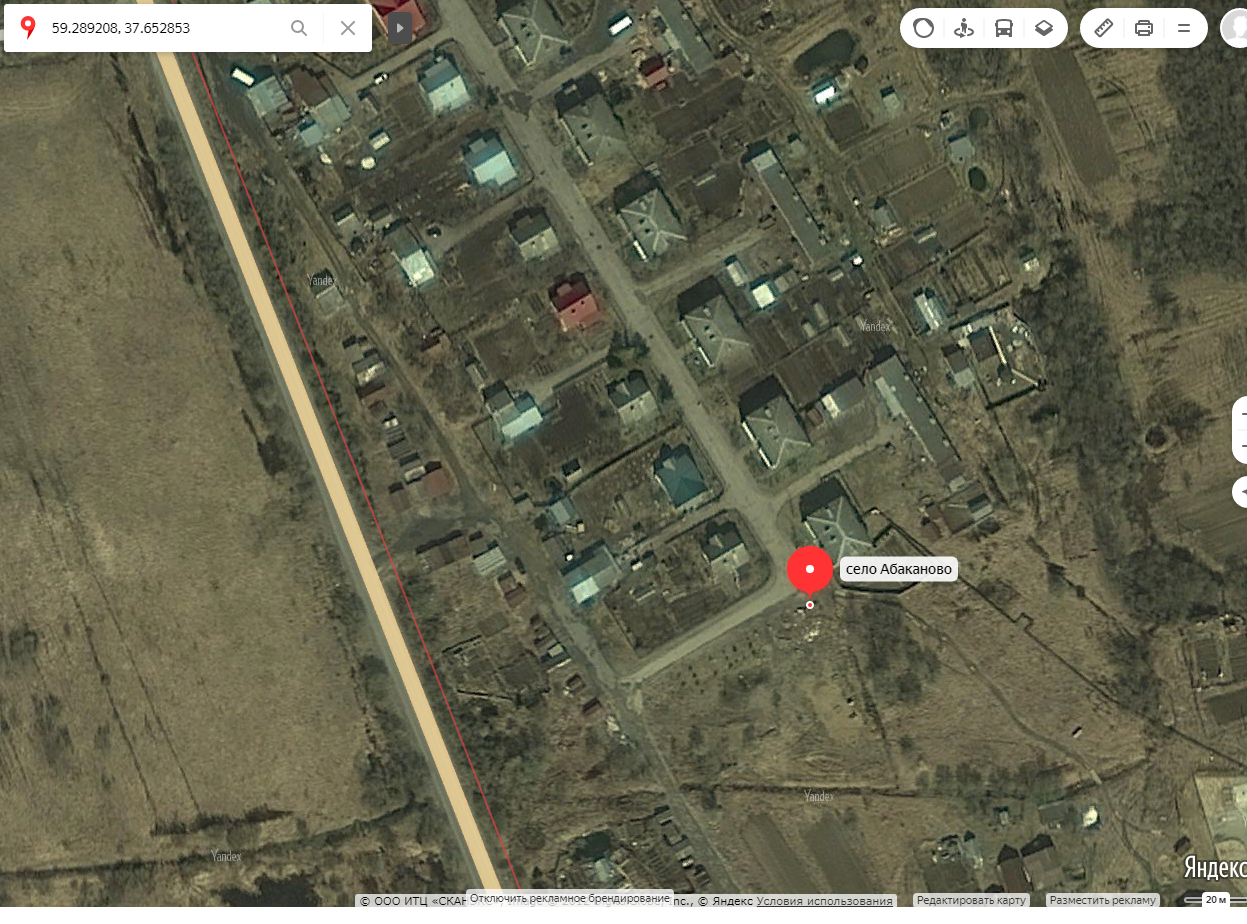 59.289208, 37.652853
Yandex
Yandex
село Абаканово
Yandex
Yandex
Яндекс
Отключить рекламное брендирование
© ООО ИТЦ «СКАН inc., © Яндекс Условия использования
Редактировать карту
Разместить рекламу
20 м